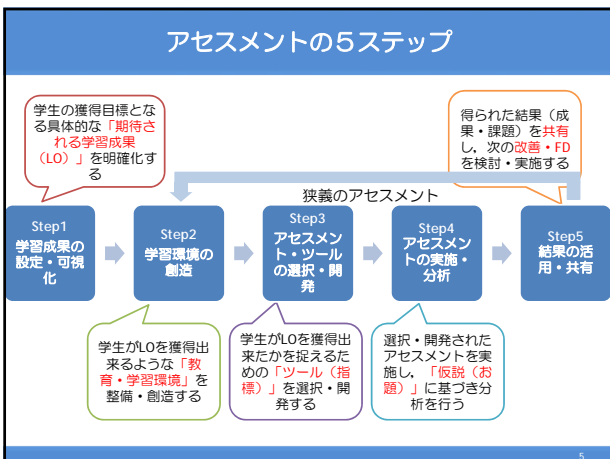 アセスメントの5ステップ
学生の獲得目標とな
る具体的な「期待さ
れる学習成果
(LO)」を明確化す
る
得られた結果(成
果・課題)を共有
し,次の改善・FD
を検討・実施する
狭義のアセスメント
Step1
学習成果の
設定・可視
化
Step2
学習環境の
創造
Step3
アセスメン
ト・ツール
の選択・開
発
Step4
アセスメン
トの実施・
分析
Step5
結果の活
用・共有
学生がLOを獲得出
来るような「教
育・学習環境」を
整備・創造する
学生がLOを獲得出
来たかを捉えるた
めの「ツール(指
標)」を選択・開
発する
選択・開発された
アセスメントを実
施し,「仮説(お
題)」に基づき分
析を行う
5